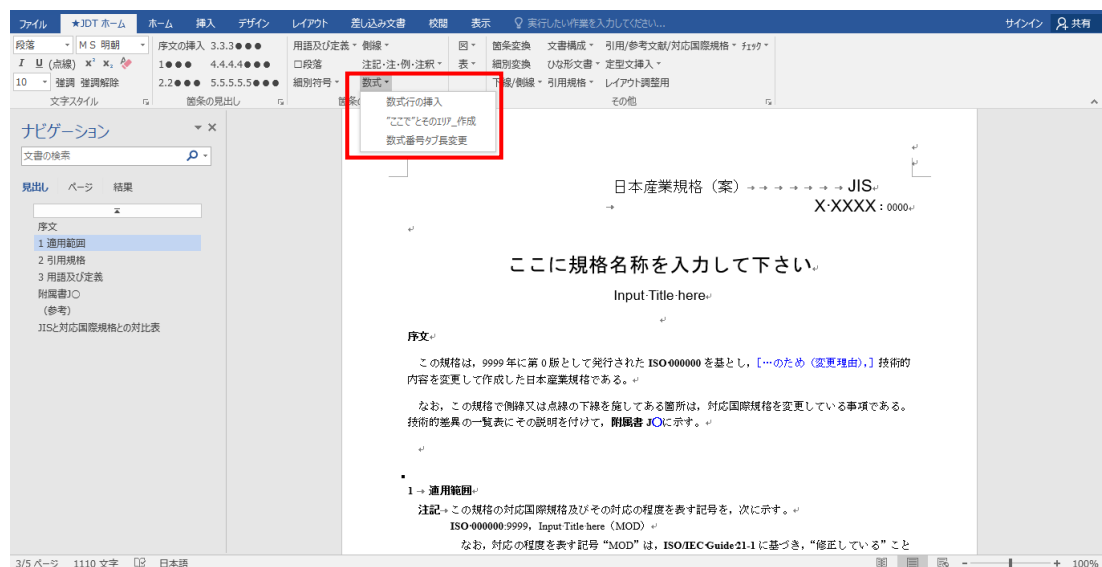 ファイル ★JDT ホーム ホーム 挿入 デザイン レイアウト 差し込み文書 校閲 表示 実行したい作業を入力してください... サインイン 共有
段落 ＭＳ 明朝 序文の挿入 3.3.3●●● 用語及び定義 側線 図 箇条変換 文書構成 引用/参考文献/対応国際規格 ﾁｪｯｸ
I U (点線) x² x₂ 1●●● 4.4.4.4●●● 口段落 注記･注･例･注釈 表 細別変換 ひな形文書 定型文挿入
10 強調 強調解除 2.2●●● 5.5.5.5.5●●● 細別符号 数式 下線/側線 引用規格 レイアウト調整用
文字スタイル 箇条の見出し その他
数式行の挿入
"ここで"とそのｴﾘｱ_作成
数式番号タブ長変更
ナビゲーション
文書の検索
見出し ページ 結果
序文
1 適用範囲
2 引用規格
3 用語及び定義
附属書J○
（参考）
JISと対応国際規格との対比表
日本産業規格（案）→→→→→→→JIS
→ X･XXXX：0000
ここに規格名称を入力して下さい
Input･Title･here
序文
この規格は，9999 年に第 0 版として発行された ISO･000000 を基とし，[…のため（変更理由），] 技術的
内容を変更して作成した日本産業規格である。
なお，この規格で側線又は点線の下線を施してある箇所は，対応国際規格を変更している事項である。
技術的差異の一覧表にその説明を付けて，附属書 J○に示す。
1 → 適用範囲
注記→この規格の対応国際規格及びその対応の程度を表す記号を，次に示す。
ISO･000000:9999，Input･Title･here（MOD）
なお，対応の程度を表す記号 “MOD” は，ISO/IEC･Guide･21-1 に基づき，“修正している” こと
3/5 ページ 1110 文字 日本語 - + 100%